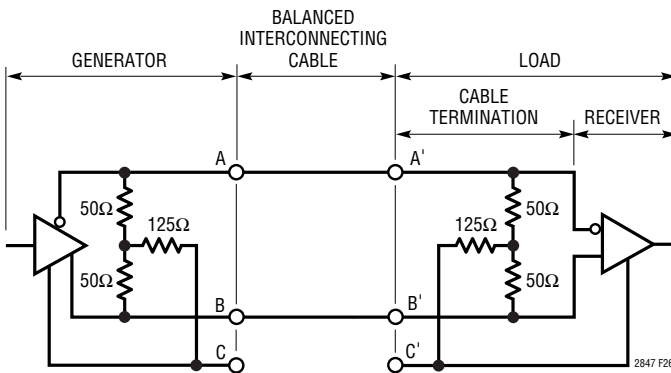 BALANCED
INTERCONNECTING
CABLE
GENERATOR
LOAD
CABLE
TERMINATION
RECEIVER
A
A'
50Ω
125Ω
50Ω
125Ω
50Ω
50Ω
B
B'
C
C'
2847 F26